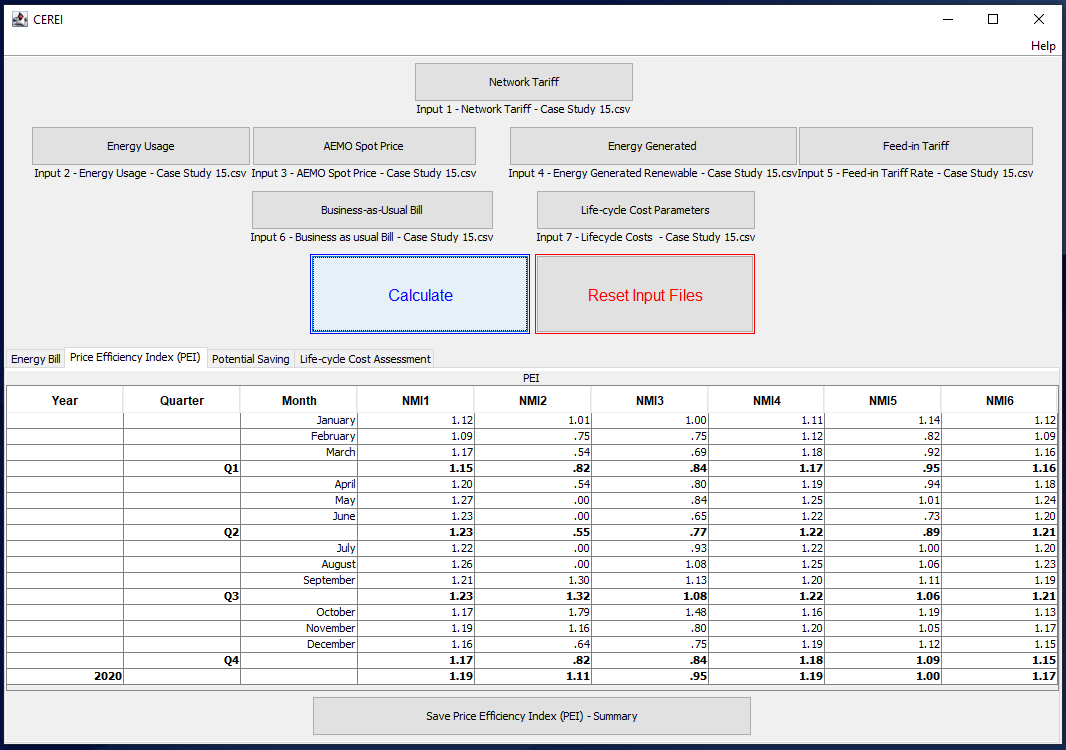 CEREI
Help
Network Tariff
Input 1 - Network Tariff - Case Study 15.csv
Energy Usage AEMO Spot Price Energy Generated Feed-in Tariff
Input 2 - Energy Usage - Case Study 15.csv Input 3 - AEMO Spot Price - Case Study 15.csv Input 4 - Energy Generated Renewable - Case Study 15.csv Input 5 - Feed-in Tariff Rate - Case Study 15.csv
Business-as-Usual Bill Life-cycle Cost Parameters
Input 6 - Business as usual Bill - Case Study 15.csv Input 7 - Lifecycle Costs - Case Study 15.csv
Calculate Reset Input Files
Energy Bill Price Efficiency Index (PEI) Potential Saving Life-cycle Cost Assessment
PEI
Year Quarter Month NMI1 NMI2 NMI3 NMI4 NMI5 NMI6
January 1.12 1.01 1.00 1.11 1.14 1.12
February 1.09 .75 .75 1.12 .82 1.09
March 1.17 .54 .69 1.18 .92 1.16
Q1 1.15 .82 .84 1.17 .95 1.16
April 1.20 .54 .80 1.19 .94 1.18
May 1.27 .00 .84 1.25 1.01 1.24
June 1.23 .00 .65 1.22 .73 1.20
Q2 1.23 .55 .77 1.22 .89 1.21
July 1.22 .00 .93 1.22 1.00 1.20
August 1.26 .00 1.08 1.25 1.06 1.23
September 1.21 1.30 1.13 1.20 1.11 1.19
Q3 1.23 1.32 1.08 1.22 1.06 1.21
October 1.17 1.79 1.48 1.16 1.19 1.13
November 1.19 1.16 .80 1.20 1.05 1.17
December 1.16 .64 .75 1.19 1.12 1.15
Q4 1.17 .82 .84 1.18 1.09 1.15
2020 1.19 1.11 .95 1.19 1.00 1.17
Save Price Efficiency Index (PEI) - Summary